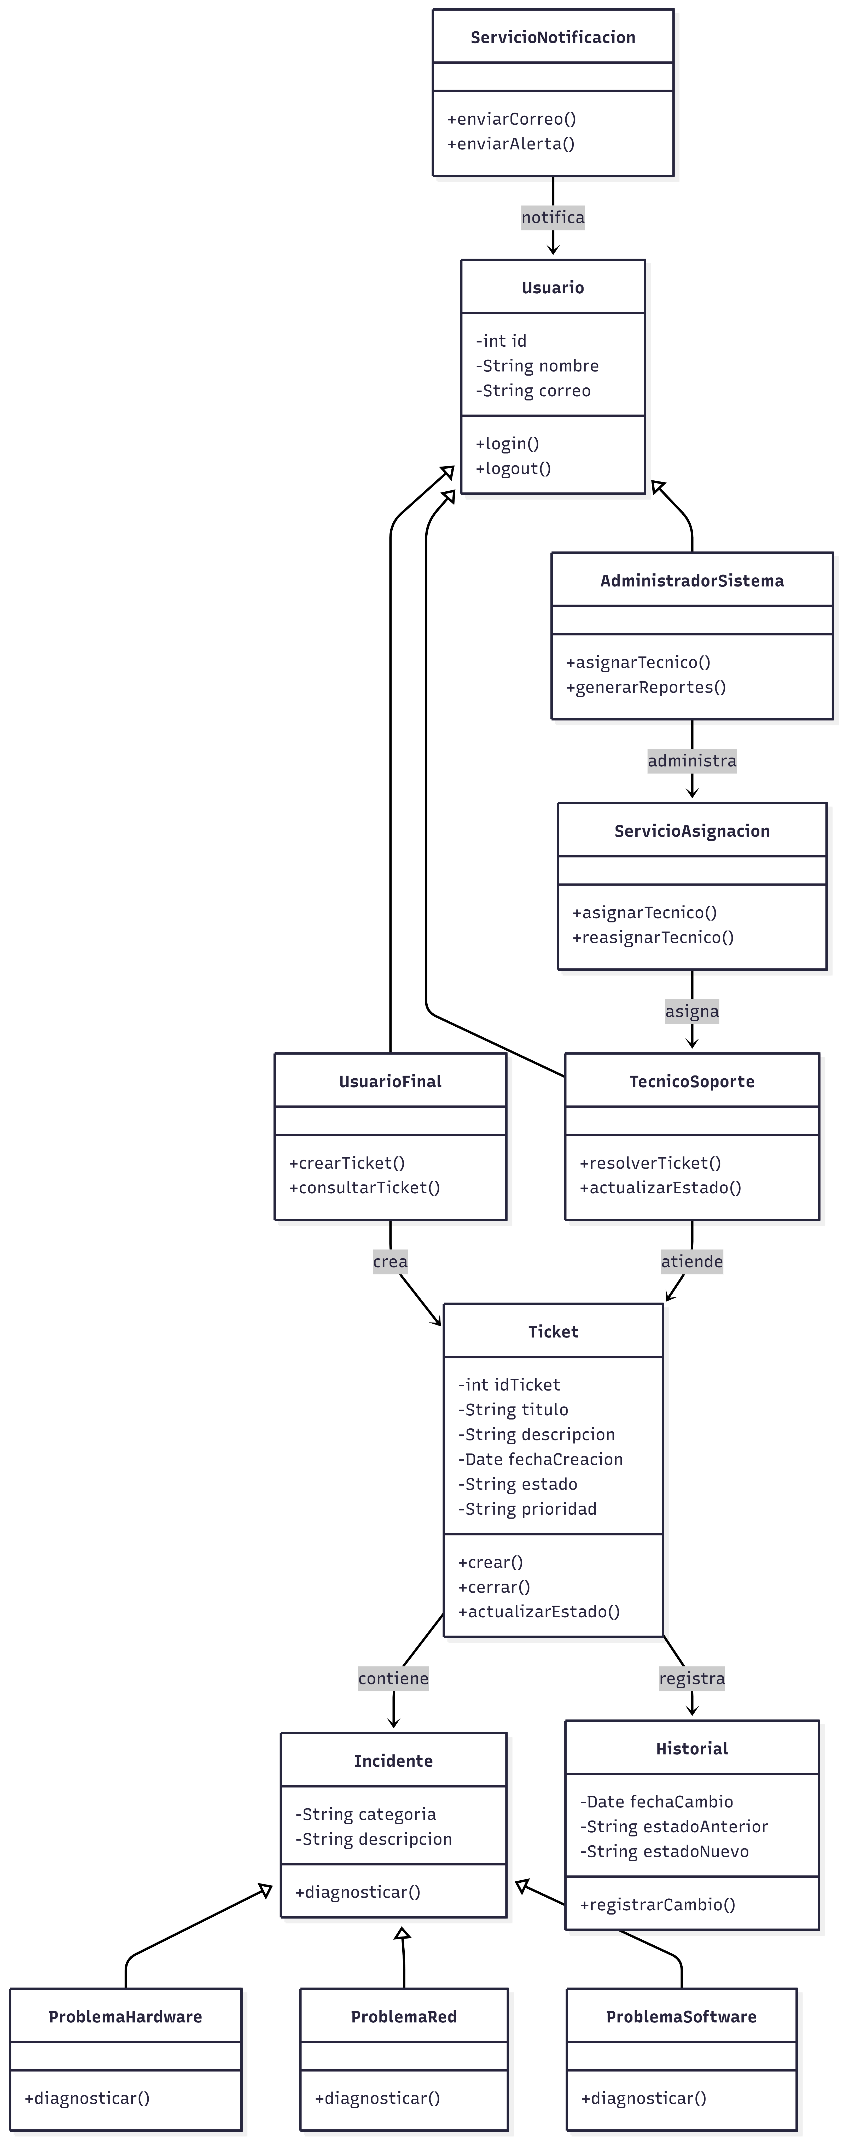 ServicioNotificacion
+enviarCorreo()
+enviarAlerta()
notifica
Usuario
-int id
-String nombre
-String correo
+login()
+logout()
AdministradorSistema
+asignarTecnico()
+generarReportes()
administra
ServicioAsignacion
+asignarTecnico()
+reasignarTecnico()
asigna
UsuarioFinal
+crearTicket()
+consultarTicket()
TecnicoSoporte
+resolverTicket()
+actualizarEstado()
crea
atiende
Ticket
-int idTicket
-String titulo
-String descripcion
-Date fechaCreacion
-String estado
-String prioridad
+crear()
+cerrar()
+actualizarEstado()
contiene
registra
Incidente
-String categoria
-String descripcion
+diagnosticar()
Historial
-Date fechaCambio
-String estadoAnterior
-String estadoNuevo
+registrarCambio()
ProblemaHardware
+diagnosticar()
ProblemaRed
+diagnosticar()
ProblemaSoftware
+diagnosticar()